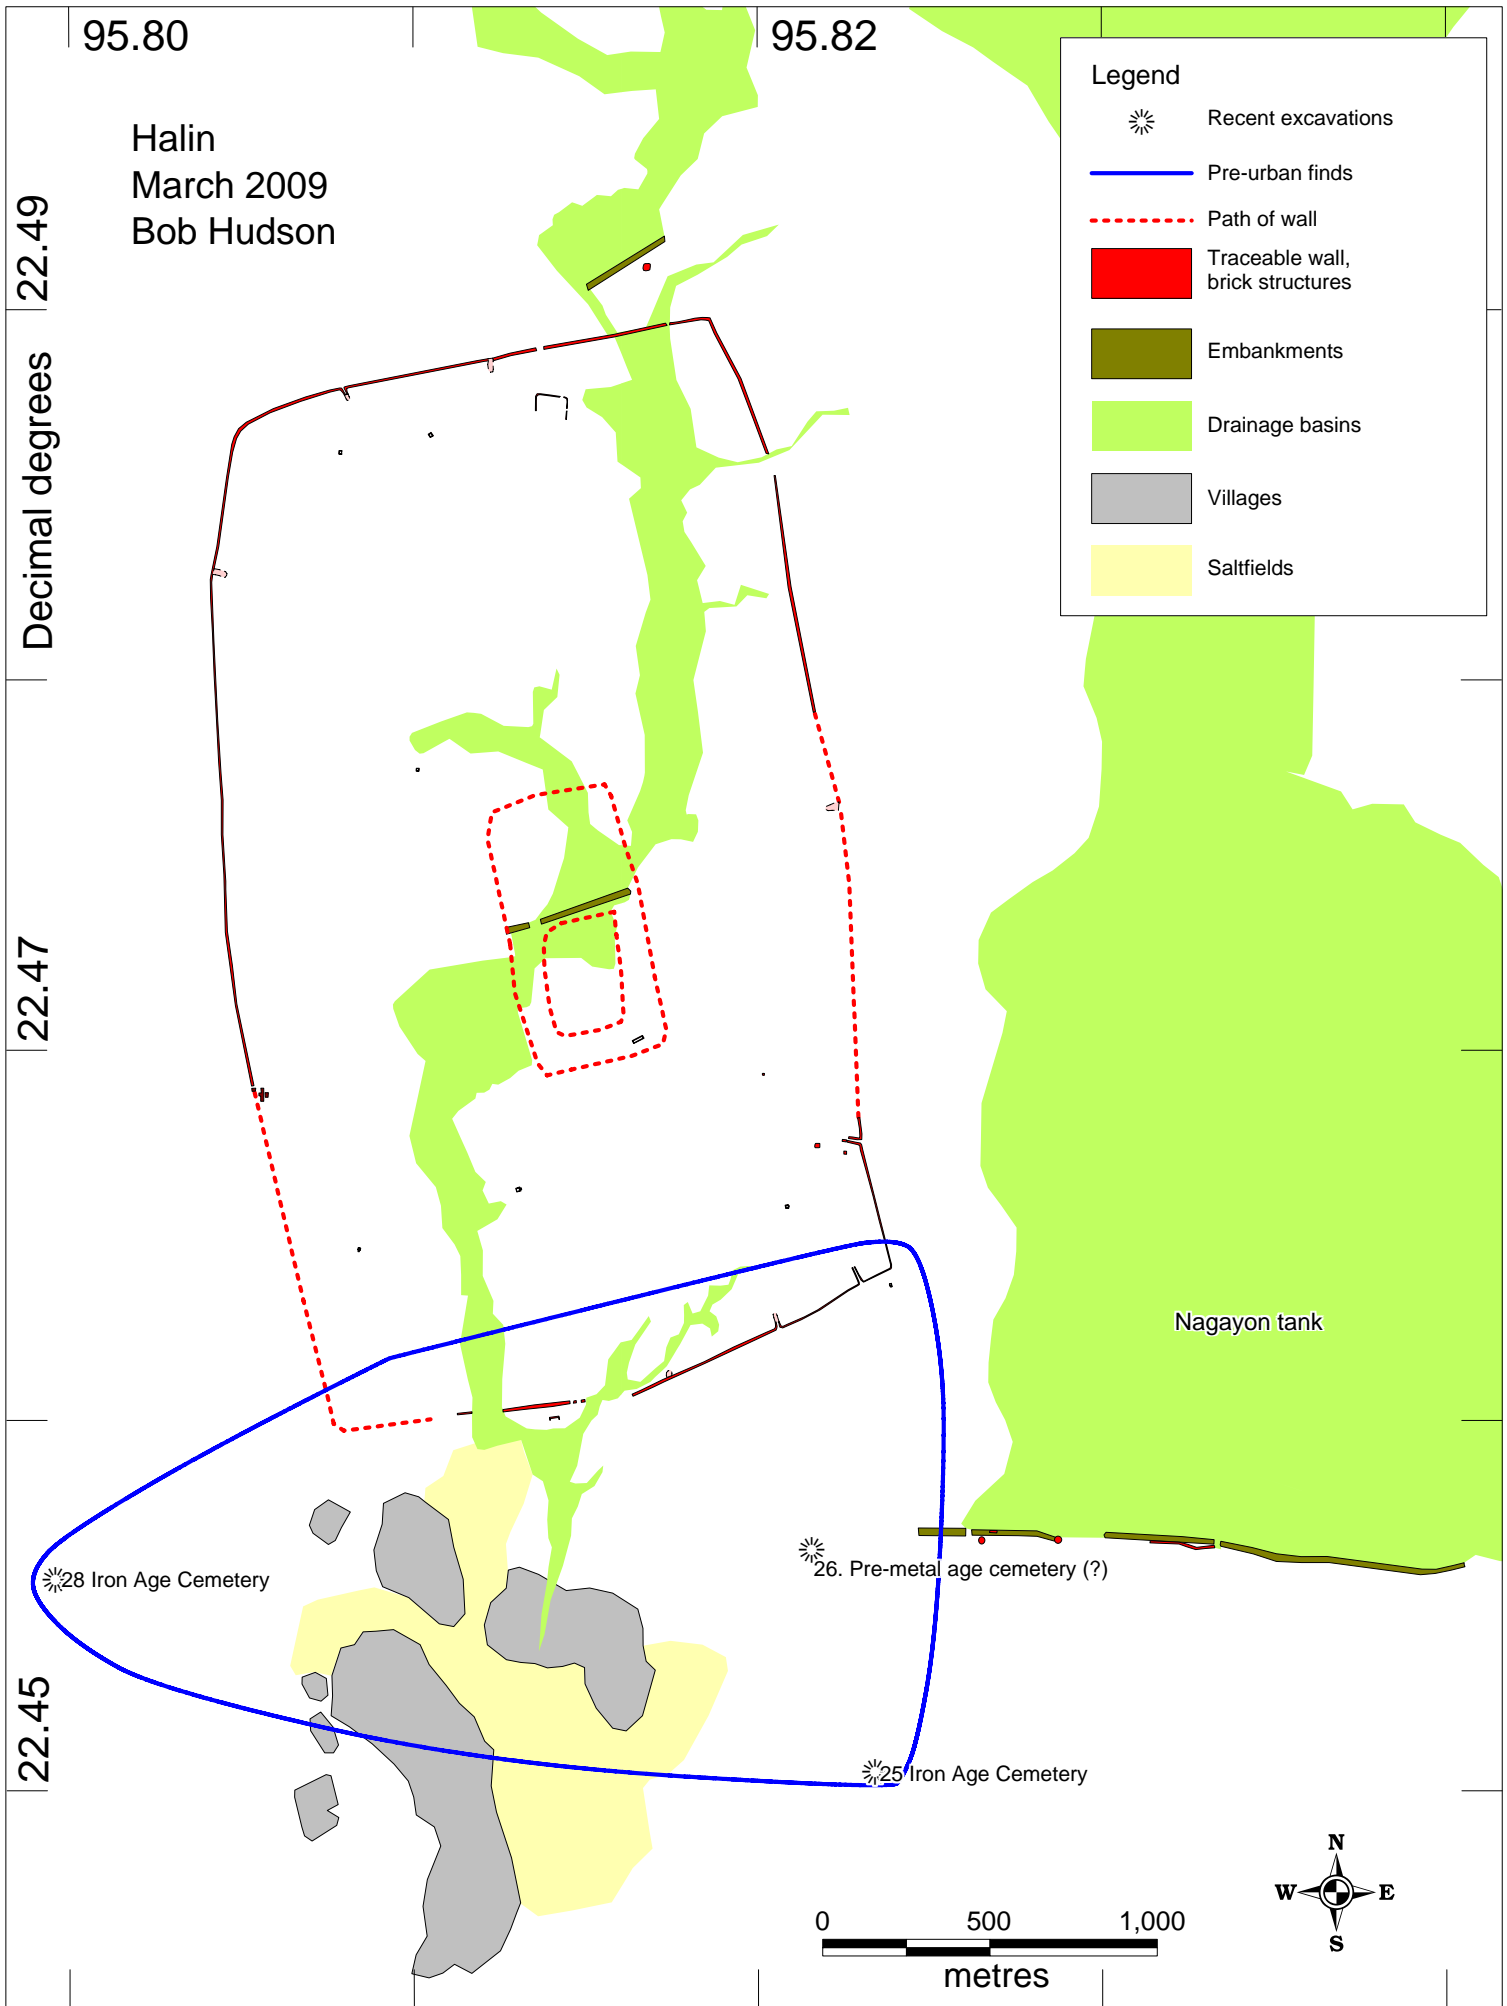 95.80
95.82
Halin
March 2009
Bob Hudson
Legend
Recent excavations
Pre-urban finds
Path of wall
Traceable wall,
brick structures
Embankments
Drainage basins
Villages
Saltfields
22.49
Decimal degrees
22.47
22.45
Nagayon tank
26. Pre-metal age cemetery (?)
28 Iron Age Cemetery
25 Iron Age Cemetery
N
W E
S
0 500 1,000
metres